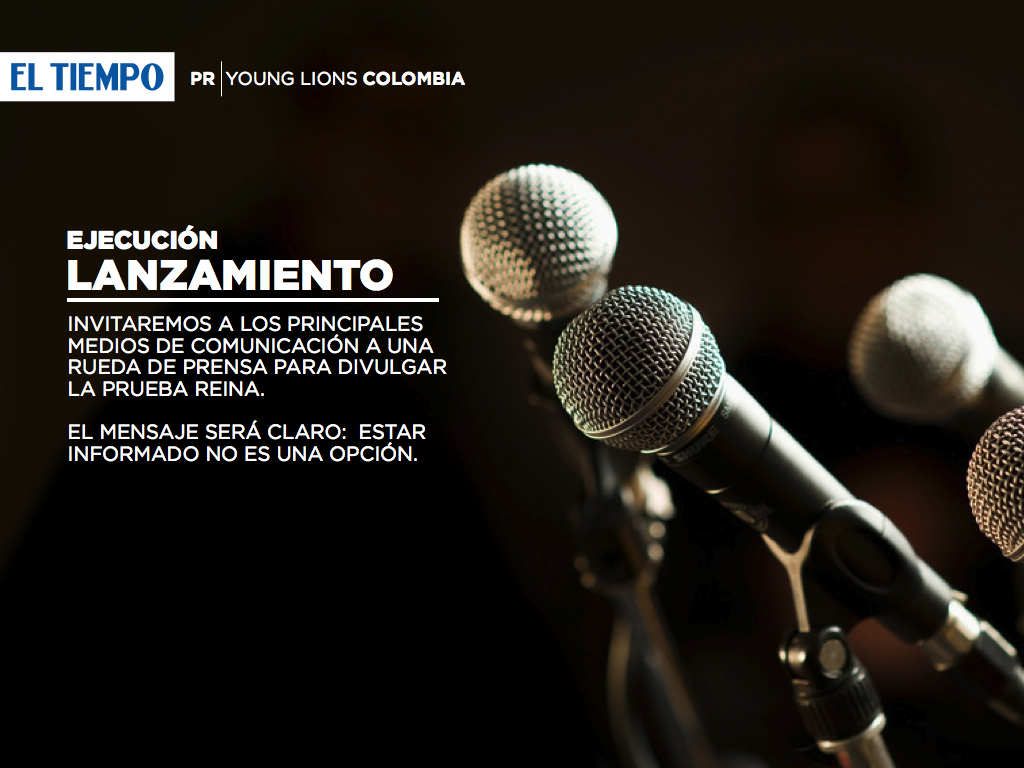 EL TIEMPO
PR | YOUNG LIONS COLOMBIA
EJECUCIÓN
LANZAMIENTO
INVITAREMOS A LOS PRINCIPALES
MEDIOS DE COMUNICACIÓN A UNA
RUEDA DE PRENSA PARA DIVULGAR
LA PRUEBA REINA.
EL MENSAJE SERÁ CLARO:  ESTAR
INFORMADO NO ES UNA OPCIÓN.
SHURE